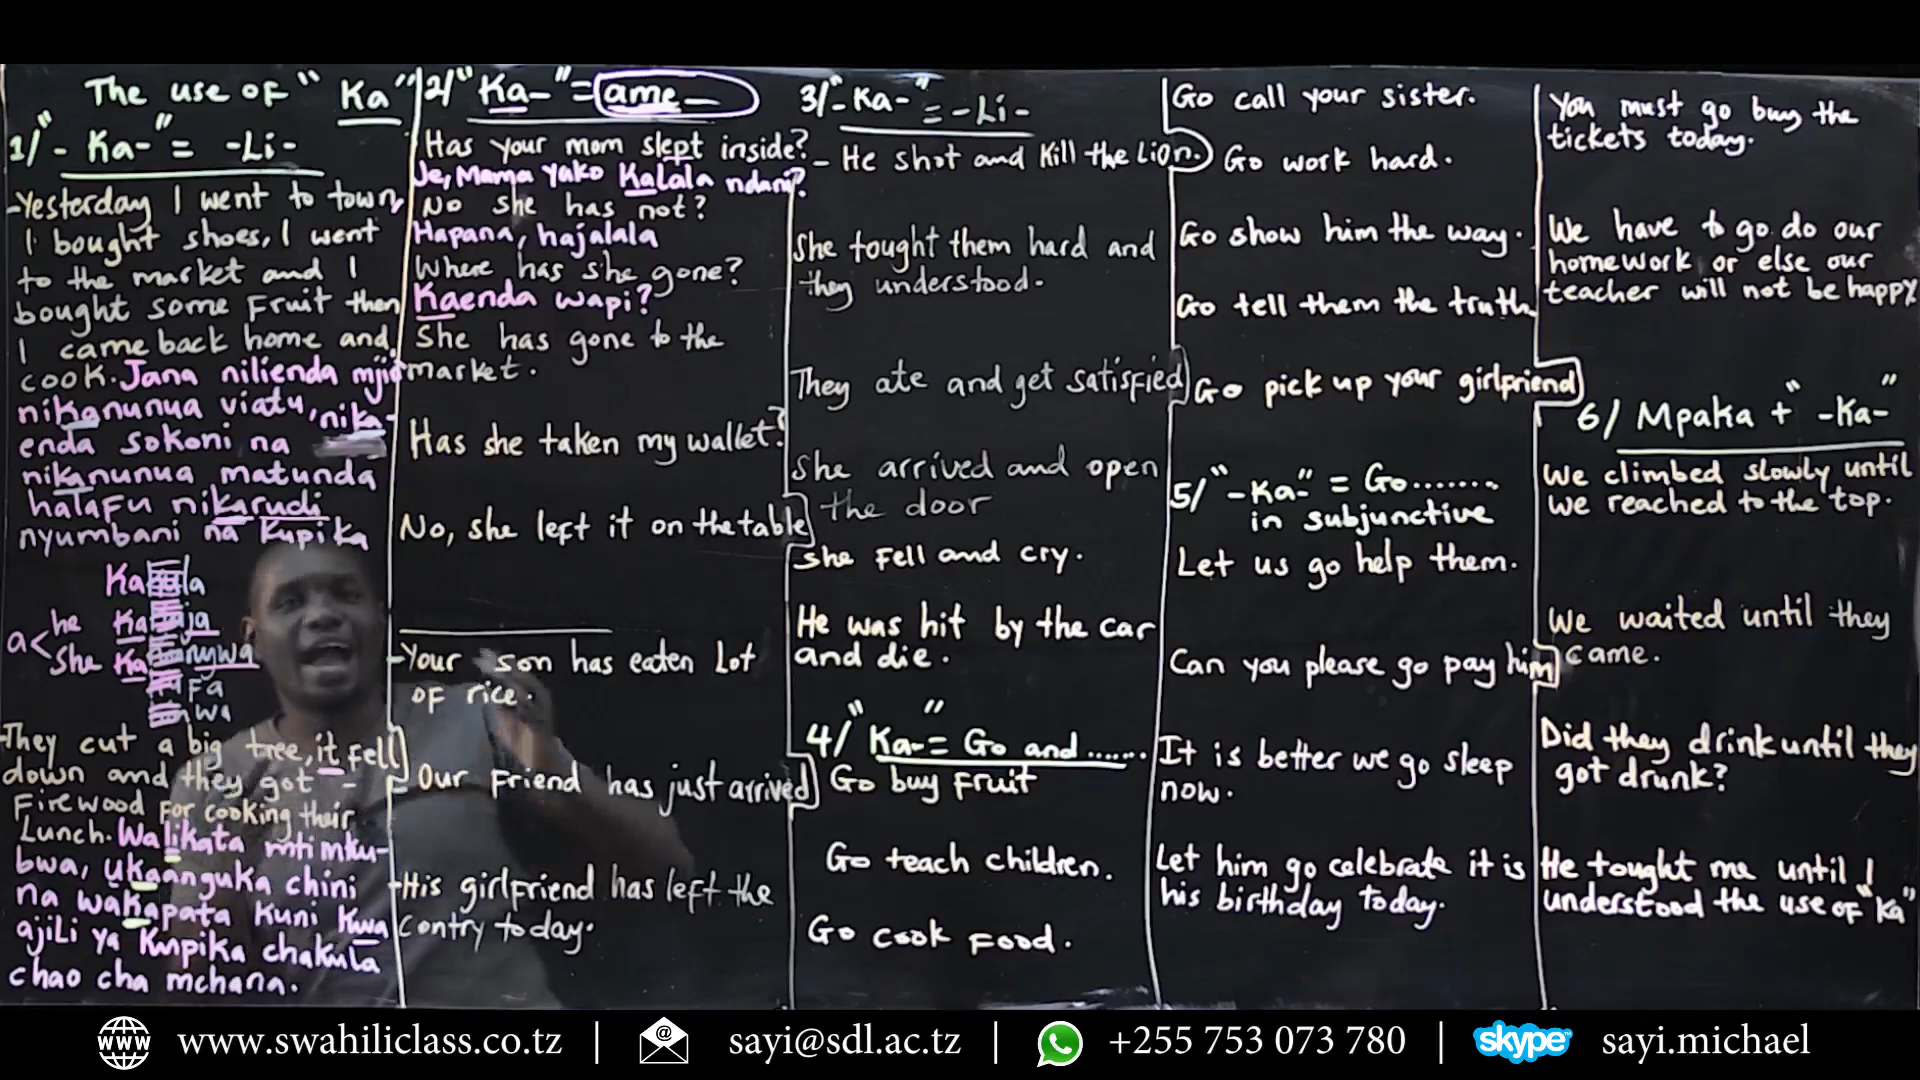 The use of "Ka"
1/ "-Ka-" = -Li-
-Yesterday I went to town,
I bought shoes, I went
to the market and I
bought some Fruit then
I came back home and
cook. Jana nilienda mjio
nikanunua viatu, nika-
enda sokoni na
nikanunua matunda
halafu nikarudi
nyumbani na Kupika
Ka la
a < he Ka ja
She Ka nywa
Fa
wa
-They cut a big tree, it fell
down and they got -
Firewood For cooking their
Lunch. Walikata mti mku-
bwa, ukaanguka chini
na wakapata Kuni Kwa
ajiLi ya Kupika chakula
chao cha mchana.
2/ "Ka-" = ame-
Has your mom slept inside?
Je, Mama yako Kalala ndani?
No she has not?
Hapana, hajalala
Where has she gone?
Kaenda wapi?
She has gone to the
market.
Has she taken my wallet?
No, she left it on the table
-Your son has eaten Lot
of rice.
- Our Friend has just arrived
-His girlfriend has left the
contry today.
3/ "-Ka-" = -Li-
- He shot and Kill the Lion.
She tought them hard and
they understood.
They ate and get satisfied
She arrived and open
the door
She Fell and cry.
He was hit by the car
and die.
4/ "Ka-" = Go and ......
Go buy Fruit
Go teach children.
Go cook Food.
Go call your sister.
Go work hard.
Go show him the way.
Go tell them the truth.
Go pick up your girlfriend
5/ "-Ka-" = Go.......
in subjunctive
Let us go help them.
Can you please go pay him
It is better we go sleep
now.
Let him go celebrate it is
his birthday today.
You must go buy the
tickets today.
We have to go do our
homework or else our
teacher will not be happy
6/ Mpaka + "-Ka-"
We climbed slowly until
we reached to the top.
We waited until they
came.
Did they drink until they
got drunk?
He tought me until I
understood the use of "Ka"
WWW www.swahiliclass.co.tz | @ sayi@sdl.ac.tz | +255 753 073 780 | skype sayi.michael